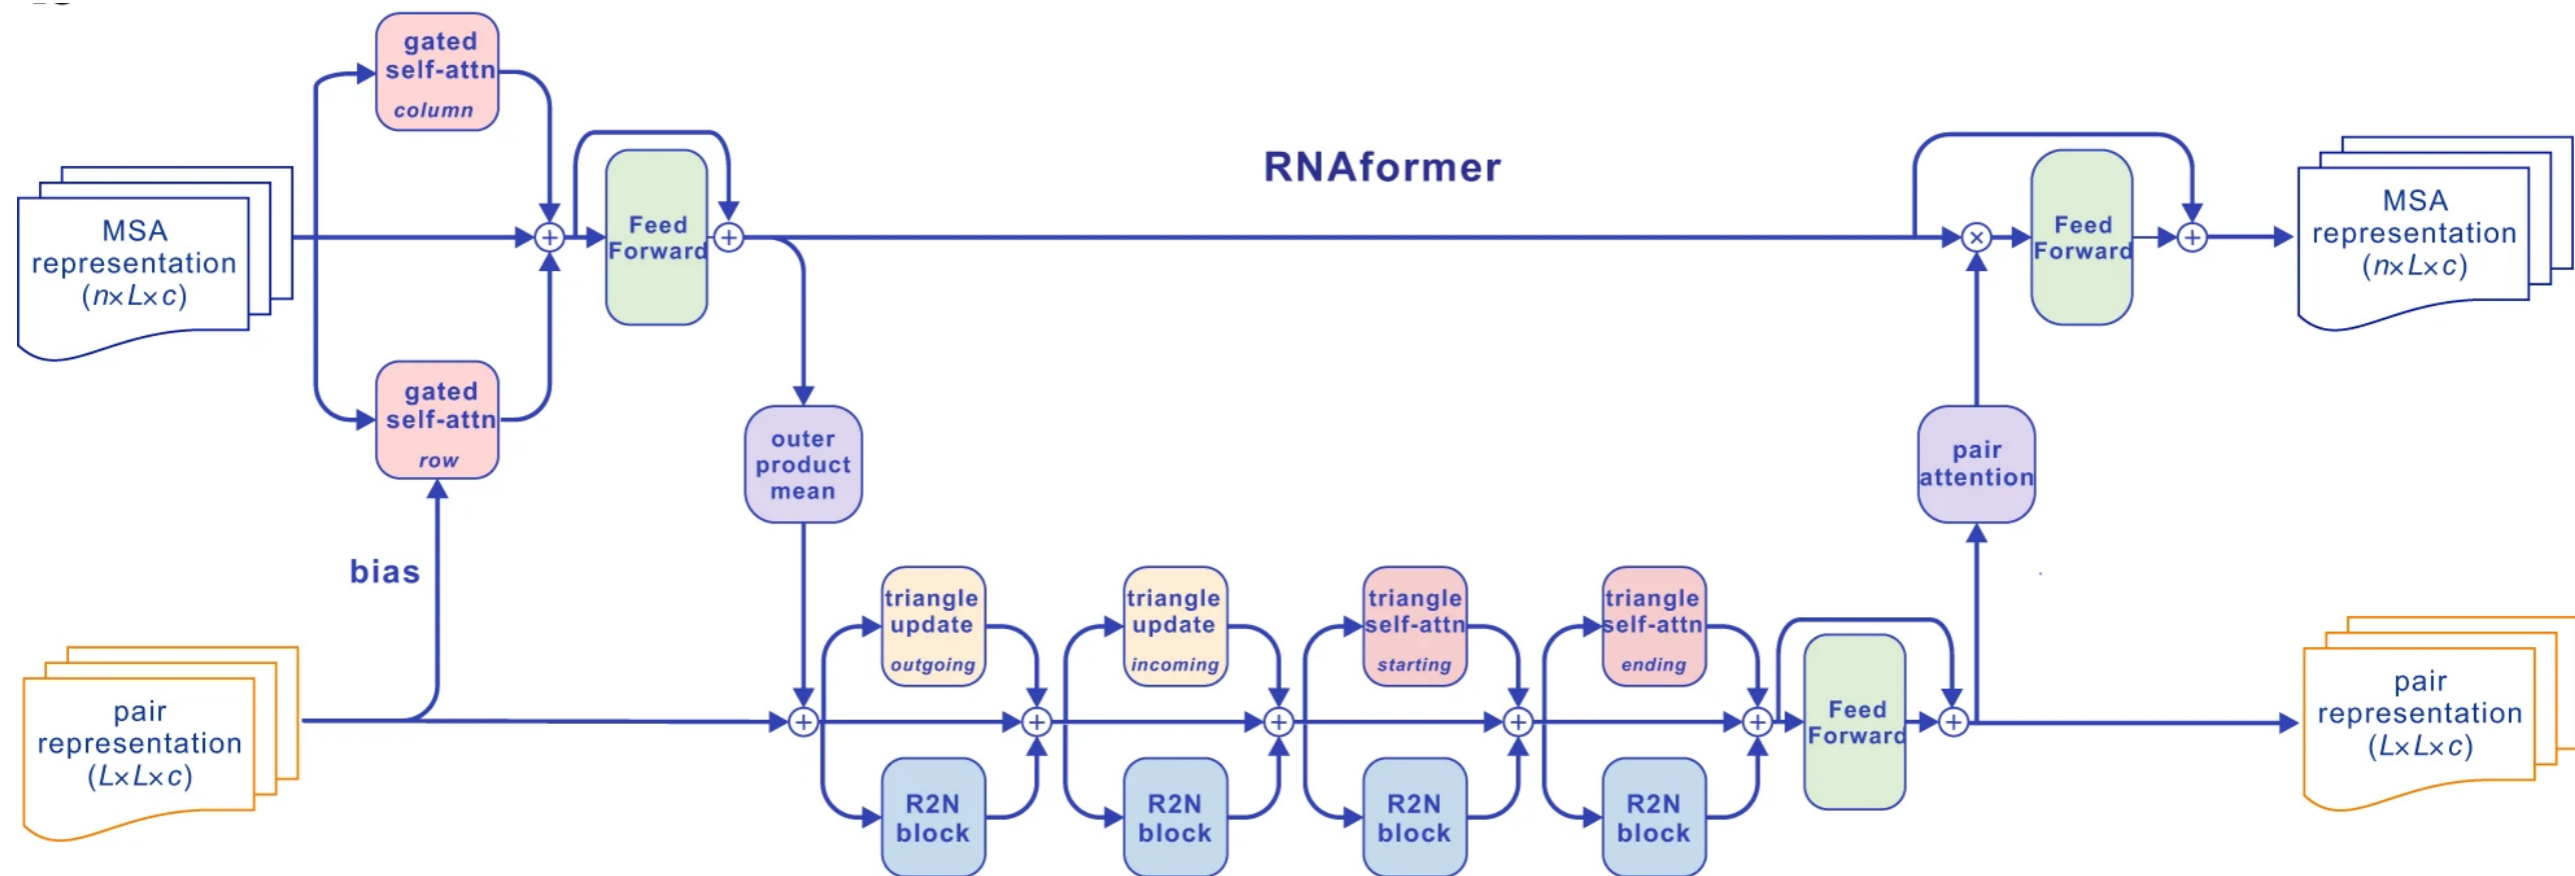 gated
self-attn
column
MSA
representation
(n×L×c)
Feed
Forward
RNAformer
Feed
Forward
MSA
representation
(n×L×c)
gated
self-attn
row
outer
product
mean
pair
attention
bias
triangle
update
outgoing
triangle
update
incoming
triangle
self-attn
starting
triangle
self-attn
ending
pair
representation
(L×L×c)
Feed
Forward
pair
representation
(L×L×c)
R2N
block
R2N
block
R2N
block
R2N
block